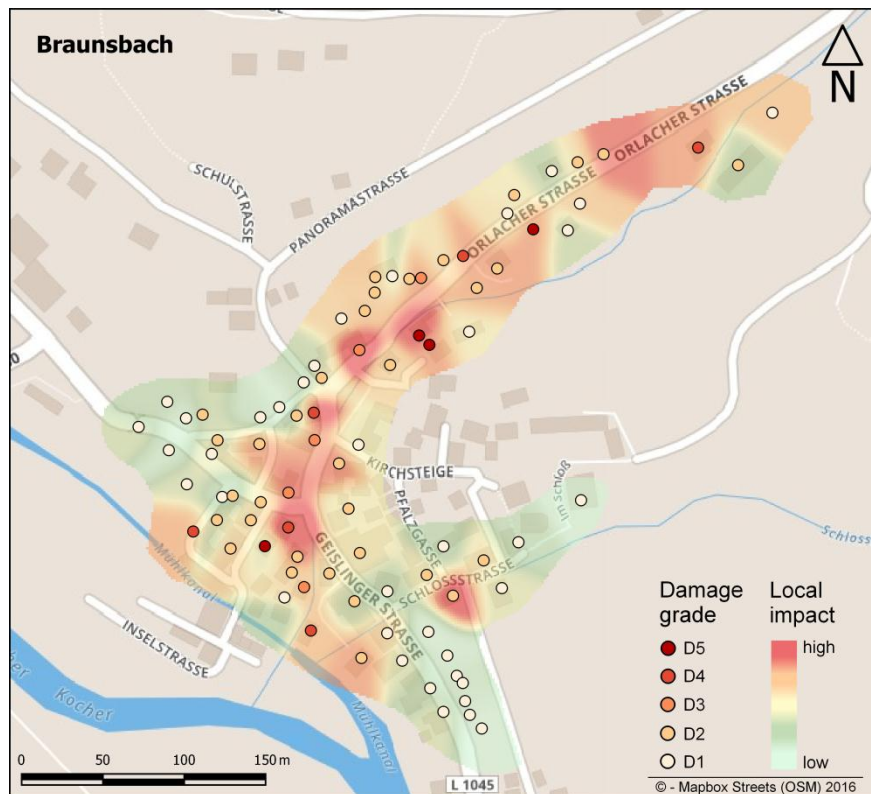 Braunsbach
N
ORLACHER STRASSE
SCHULSTRASSE
PANORAMASTRASSE
ORLACHER STRASSE
KIRCHSTEIGE
Im Schloß
PFALZGASSE
Schloss
Mühlkanal
GEISLINGER STRASSE
SCHLOSSSTRASSE
INSELSTRASSE
Kocher
Mühlkanal
L 1045
Damage grade
D5
D4
D3
D2
D1
Local impact
high
low
0 50 100 150 m
© - Mapbox Streets (OSM) 2016